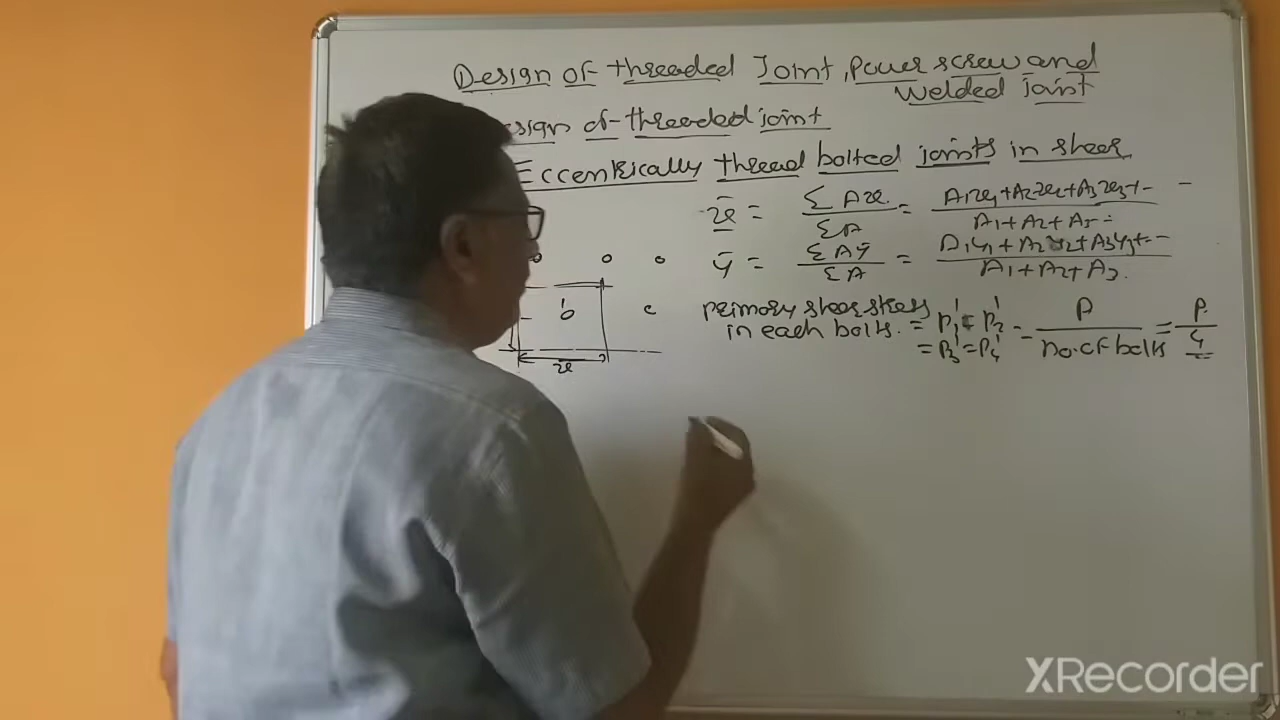 Design of threaded Joint, Power screw and
welded joint
sign of threaded joint
Eccentrically thread bolted joints in shear
x̄ = ΣAx / ΣA = A1x1+A2x2+A3x3+- - / A1+A2+A3=
ȳ = ΣAȳ / ΣA = A1y1+A2y2+A3y3+- / A1+A2+A3.
primary shear stress
in each bolts. = P1' = P2' = P / no.of bolts = P / 4
= P3' = P4'
x
XRecorder